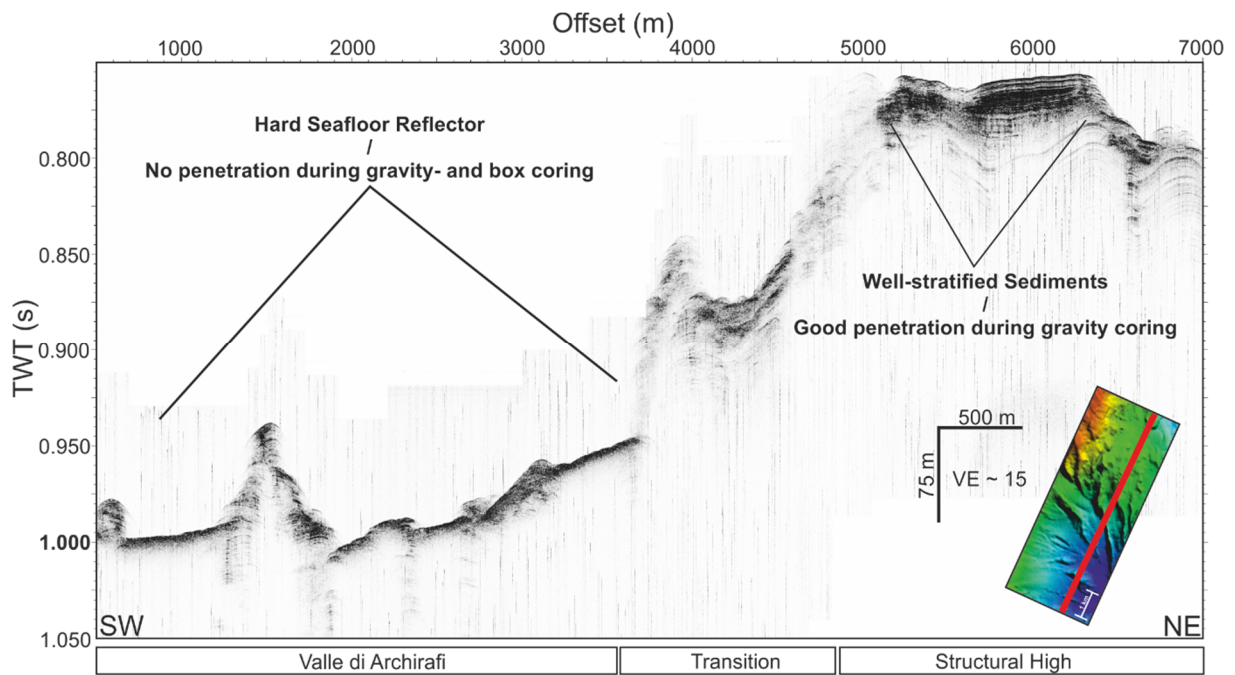 Offset (m)
1000 2000 3000 4000 5000 6000 7000
TWT (s)
0.800
0.850
0.900
0.950
1.000
1.050
Hard Seafloor Reflector
/
No penetration during gravity- and box coring
Well-stratified Sediments
/
Good penetration during gravity coring
500 m
75 m
VE ~ 15
SW
NE
Valle di Archirafi
Transition
Structural High